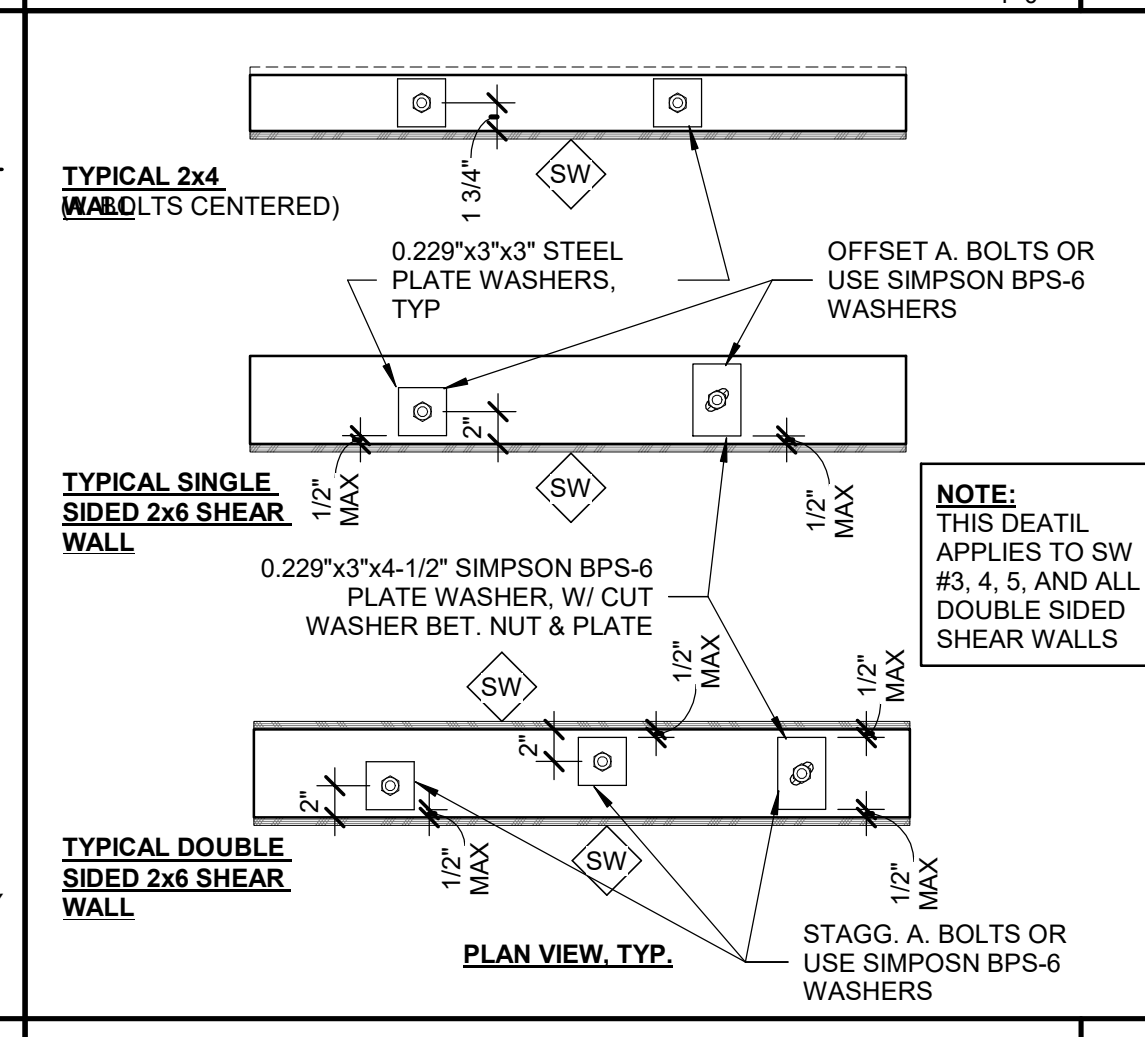 1 3/4"
SW
TYPICAL 2x4
WALL
(A. BOLTS CENTERED)
0.229"x3"x3" STEEL
PLATE WASHERS,
TYP
OFFSET A. BOLTS OR
USE SIMPSON BPS-6
WASHERS
2"
TYPICAL SINGLE
SIDED 2x6 SHEAR
WALL
1/2"
MAX
SW
1/2"
MAX
NOTE:
THIS DEATIL
APPLIES TO SW
#3, 4, 5, AND ALL
DOUBLE SIDED
SHEAR WALLS
0.229"x3"x4-1/2" SIMPSON BPS-6
PLATE WASHER, W/ CUT
WASHER BET. NUT & PLATE
SW
1/2"
MAX
1/2"
MAX
2"
2"
TYPICAL DOUBLE
SIDED 2x6 SHEAR
WALL
1/2"
MAX
SW
1/2"
MAX
PLAN VIEW, TYP.
STAGG. A. BOLTS OR
USE SIMPOSN BPS-6
WASHERS